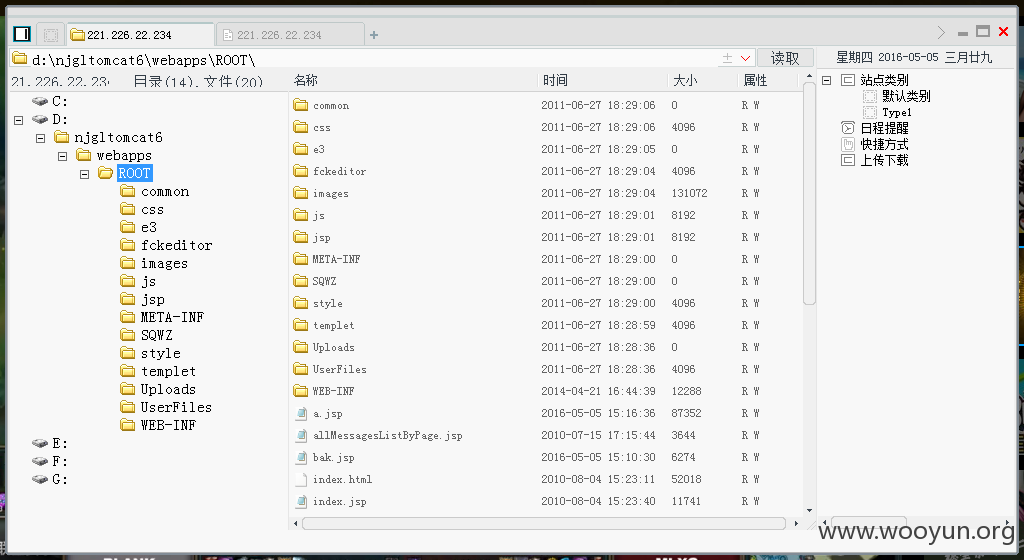 221.226.22.234
221.226.22.234
+
d:\njgltomcat6\webapps\ROOT\
读取
星期四 2016-05-05 三月廿九
21.226.22.23 目录(14),文件(20)
名称 时间 大小 属性
C:
D:
njgltomcat6
webapps
ROOT
common
css
e3
fckeditor
images
js
jsp
META-INF
SQWZ
style
templet
Uploads
UserFiles
WEB-INF
E:
F:
G:
common 2011-06-27 18:29:06 0 R W
css 2011-06-27 18:29:06 4096 R W
e3 2011-06-27 18:29:05 0 R W
fckeditor 2011-06-27 18:29:04 4096 R W
images 2011-06-27 18:29:04 131072 R W
js 2011-06-27 18:29:01 8192 R W
jsp 2011-06-27 18:29:01 8192 R W
META-INF 2011-06-27 18:29:00 0 R W
SQWZ 2011-06-27 18:29:00 0 R W
style 2011-06-27 18:29:00 4096 R W
templet 2011-06-27 18:28:59 4096 R W
Uploads 2011-06-27 18:28:36 0 R W
UserFiles 2011-06-27 18:28:36 4096 R W
WEB-INF 2014-04-21 16:44:39 12288 R W
a.jsp 2016-05-05 15:16:36 87352 R W
allMessagesListByPage.jsp 2010-07-15 17:15:44 3644 R W
bak.jsp 2016-05-05 15:10:30 6274 R W
index.html 2010-08-04 15:23:11 52018 R W
index.jsp 2010-08-04 15:23:40 11741 R W
站点类别
默认类别
Type1
日程提醒
快捷方式
上传下载
www.wooyun.org